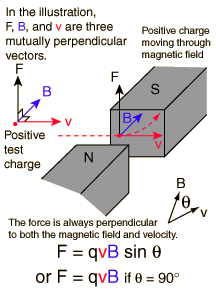 In the illustration,
F, B, and v are three
mutually perpendicular
vectors.
Positive charge
moving through
magnetic field
F
B
v
Positive
test
charge
F
S
B
v
N
B
θ
v
The force is always perpendicular
to both the magnetic field and velocity.
F = qvB sin θ
or F = qvB if θ = 90°